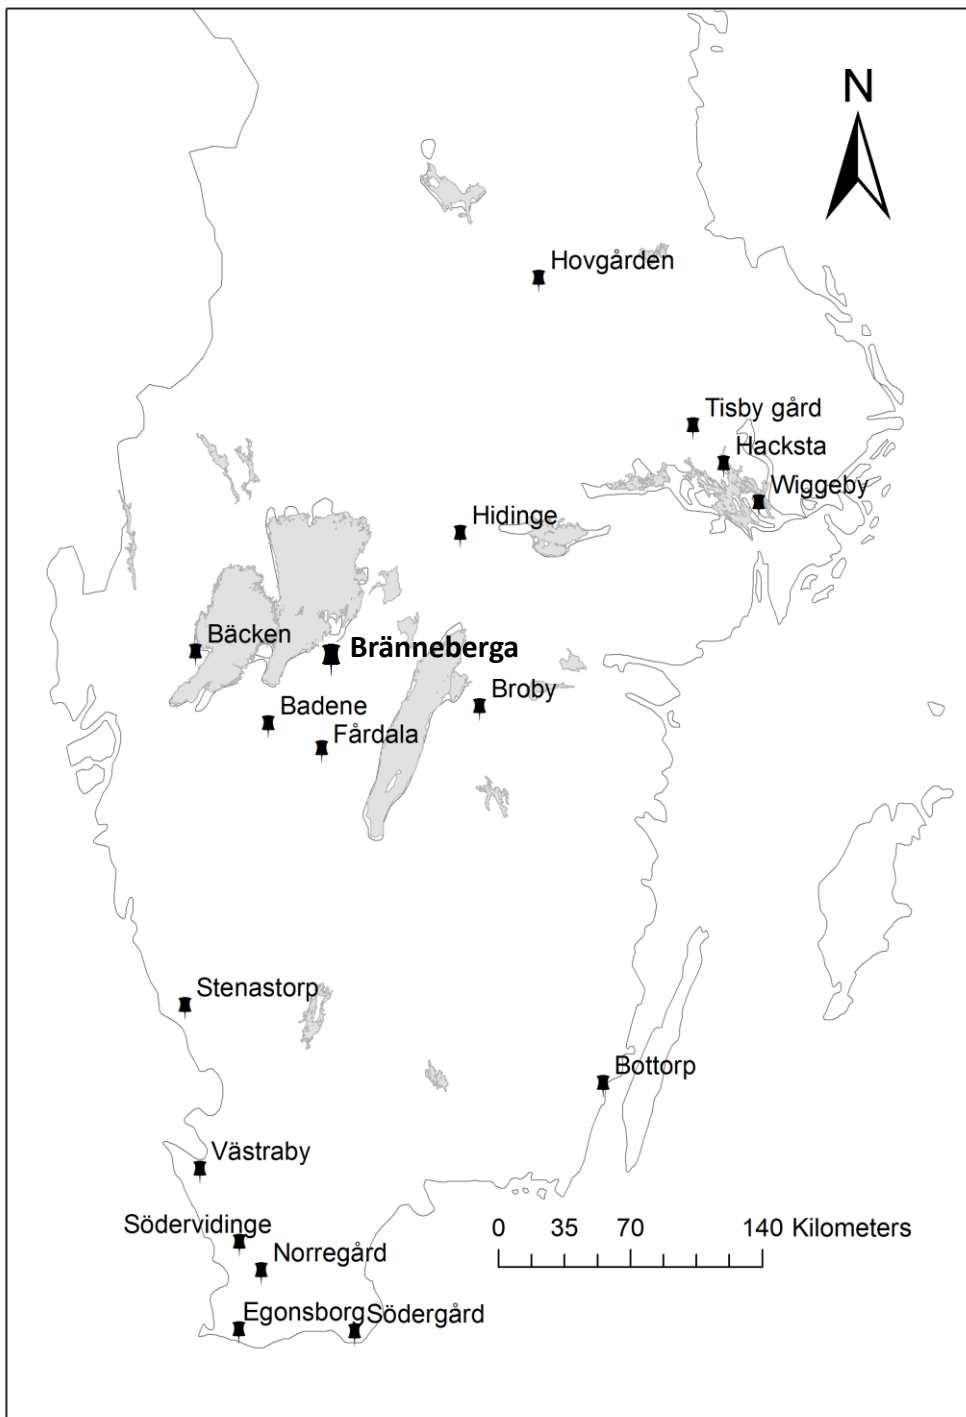 N
Hovgården
Tisby gård
Hacksta
Wiggeby
Hidinge
Bäcken
Bränneberga
Broby
Badene
Fårdala
Stenastorp
Bottorp
Västraby
Södervidinge
0 35 70 140 Kilometers
Norregård
Egonsborg Södergård